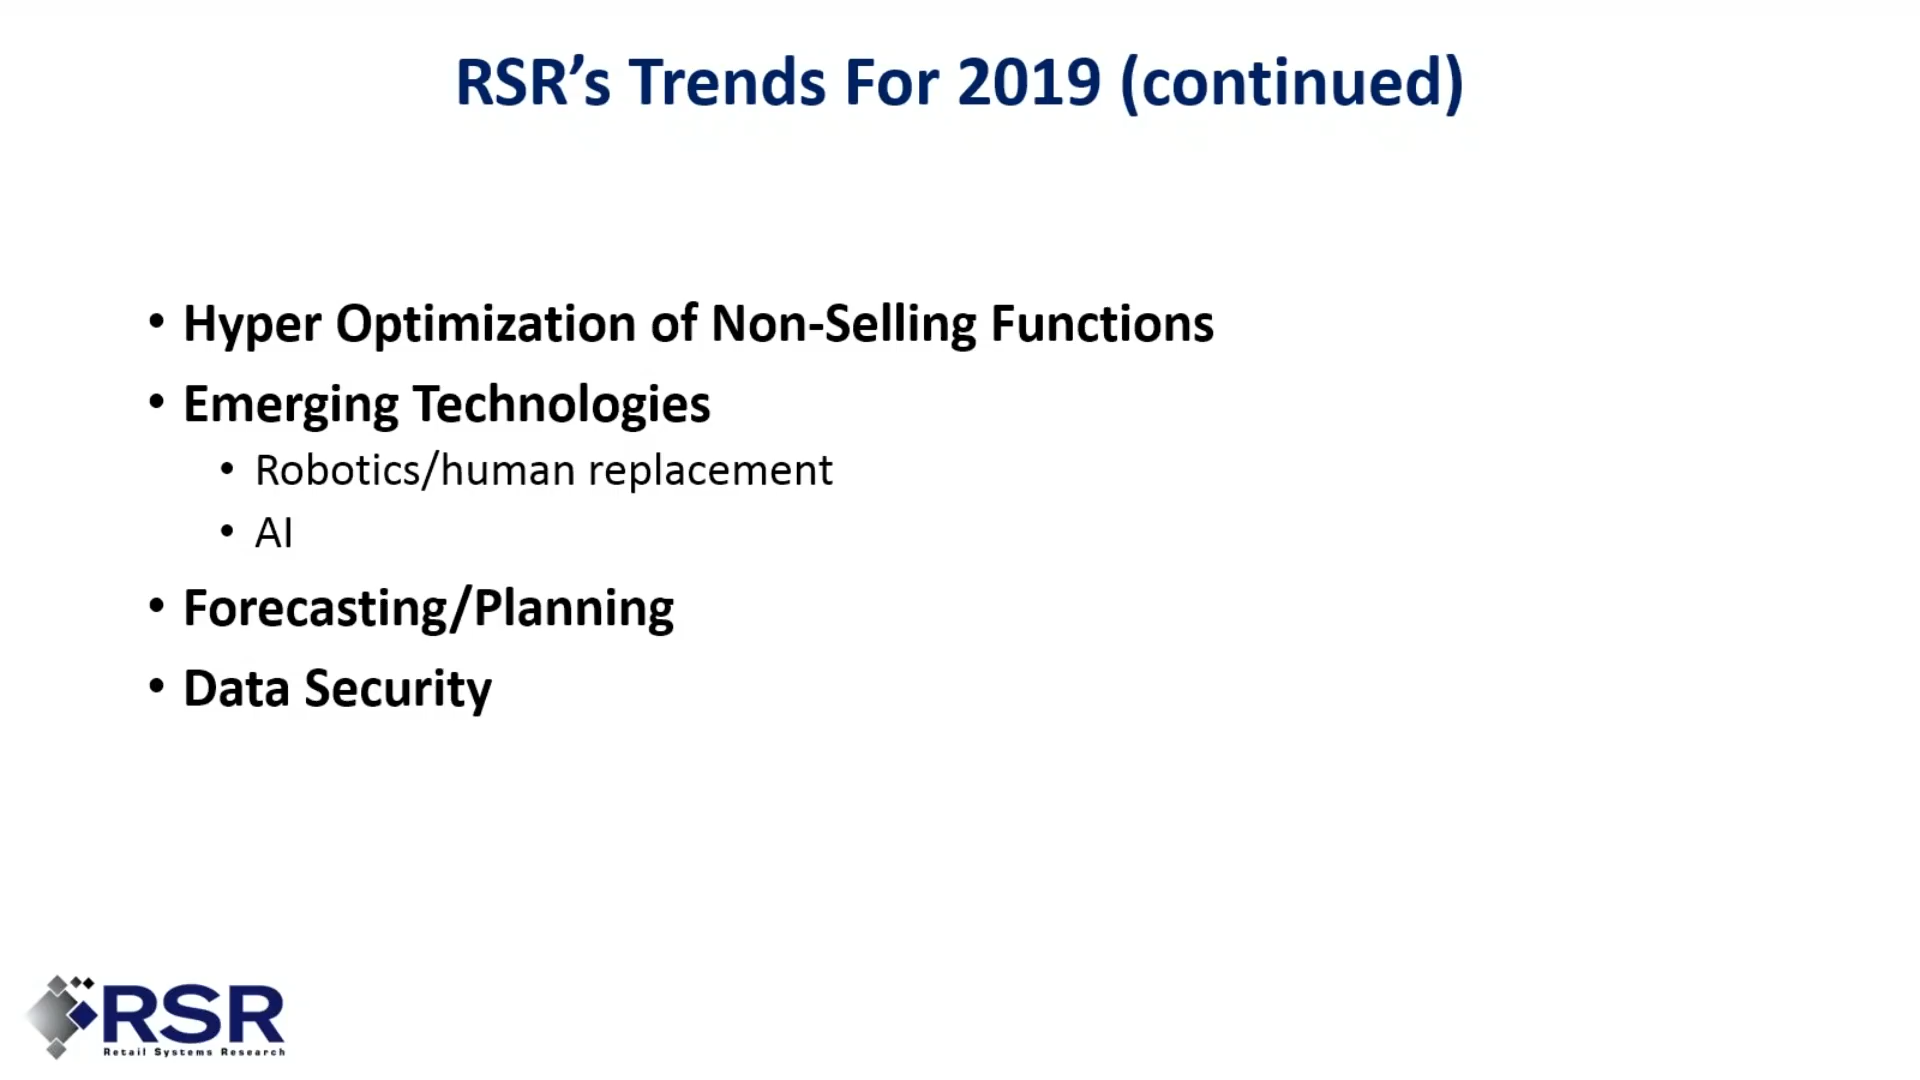 RSR’s Trends For 2019 (continued)
• Hyper Optimization of Non-Selling Functions
• Emerging Technologies
• Robotics/human replacement
• AI
• Forecasting/Planning
• Data Security
RSR
Retail Systems Research